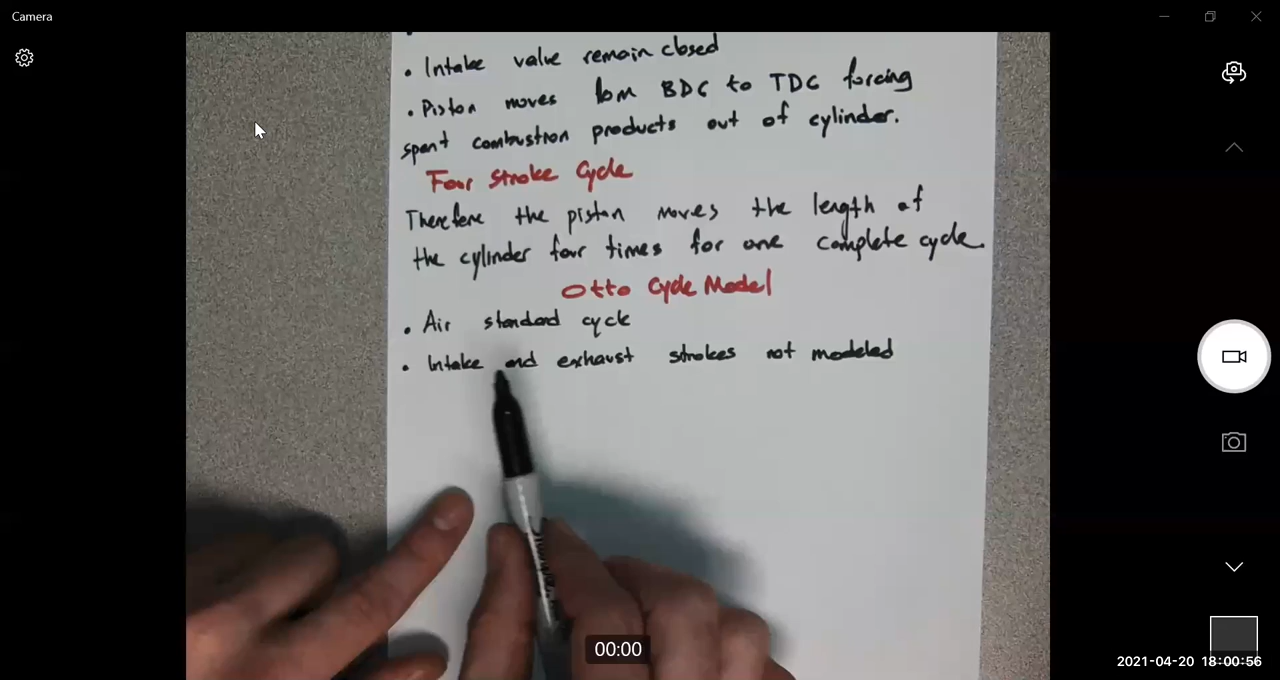 Camera
• Intake value remain closed
• Piston moves from BDC to TDC forcing
spent combustion products out of cylinder.
Four Stroke Cycle
Therefore the piston moves the length of
the cylinder four times for one complete cycle.
Otto Cycle Model
• Air standard cycle
• Intake and exhaust strokes not modeled
00:00
2021-04-20 18:00:56